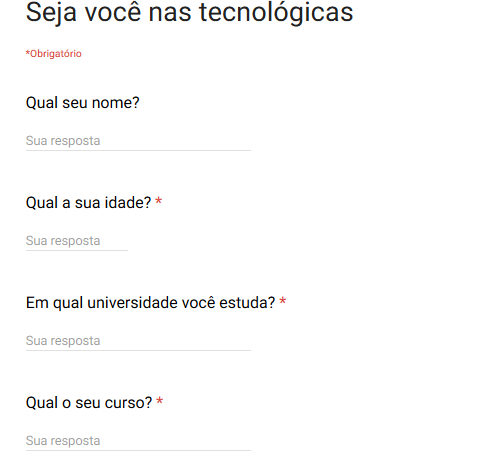 Seja você nas tecnológicas
*Obrigatório
Qual seu nome?
Sua resposta
Qual a sua idade? *
Sua resposta
Em qual universidade você estuda? *
Sua resposta
Qual o seu curso? *
Sua resposta